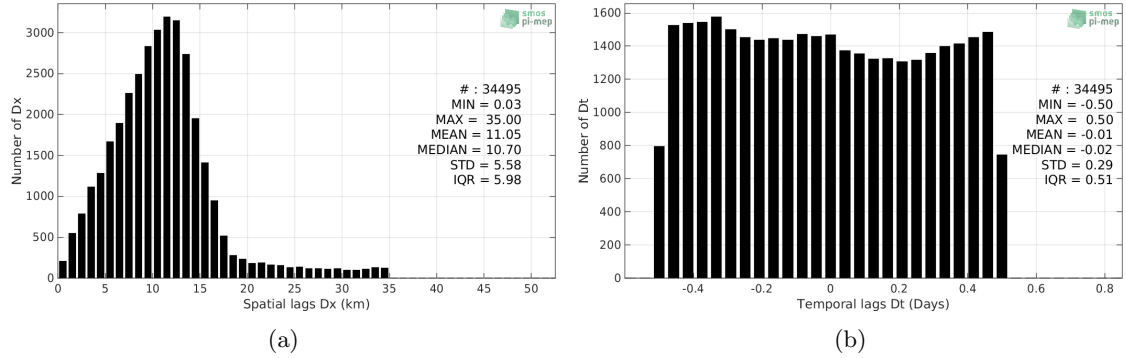 smos
pi-mep
3000
2500
2000
1500
1000
500
0
Number of Dx
# : 34495
MIN = 0.03
MAX = 35.00
MEAN = 11.05
MEDIAN = 10.70
STD = 5.58
IQR = 5.98
0 5 10 15 20 25 30 35 40 45 50
Spatial lags Dx (km)
(a)
smos
pi-mep
1600
1400
1200
1000
800
600
400
200
0
Number of Dt
# : 34495
MIN = -0.50
MAX = 0.50
MEAN = -0.01
MEDIAN = -0.02
STD = 0.29
IQR = 0.51
-0.4 -0.2 0 0.2 0.4 0.6 0.8
Temporal lags Dt (Days)
(b)